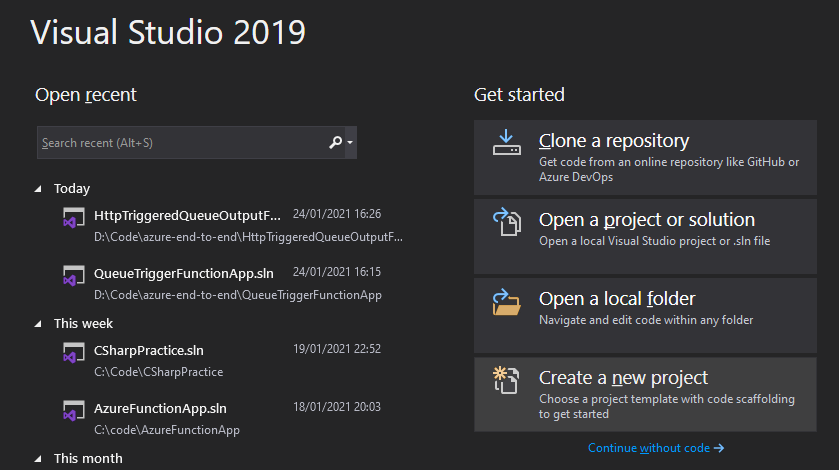 Visual Studio 2019
Open recent
Search recent (Alt+S)
Today
HttpTriggeredQueueOutputF... 24/01/2021 16:26
D:\Code\azure-end-to-end\HttpTriggeredQueueOutputF...
QueueTriggerFunctionApp.sln 24/01/2021 16:15
D:\Code\azure-end-to-end\QueueTriggerFunctionApp
This week
CSharpPractice.sln 19/01/2021 22:52
C:\Code\CSharpPractice
AzureFunctionApp.sln 18/01/2021 20:03
C:\code\AzureFunctionApp
This month
Get started
Clone a repository
Get code from an online repository like GitHub or
Azure DevOps
Open a project or solution
Open a local Visual Studio project or .sln file
Open a local folder
Navigate and edit code within any folder
Create a new project
Choose a project template with code scaffolding
to get started
Continue without code →